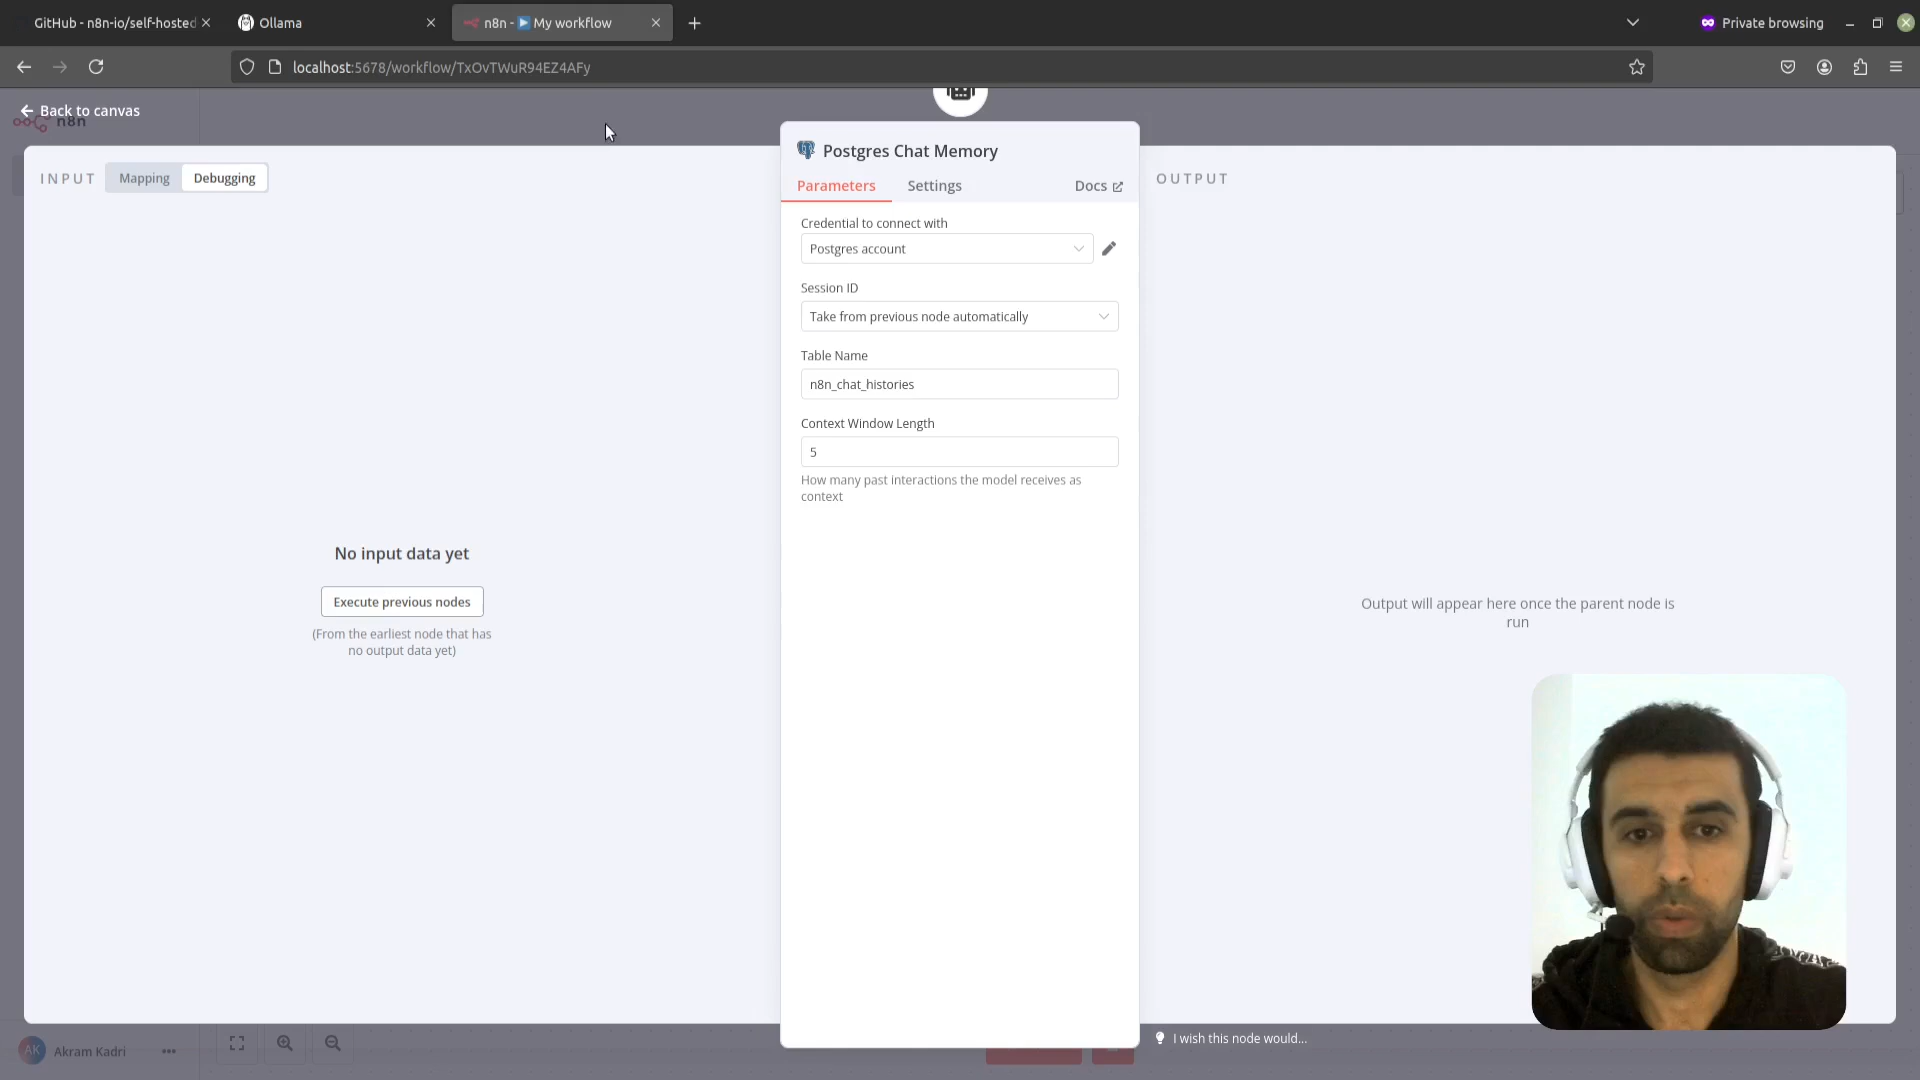 GitHub - n8n-io/self-hosted
Ollama
n8n - My workflow
Private browsing
localhost:5678/workflow/TxOvTWuR94EZ4AFy
Back to canvas
n8n
Postgres Chat Memory
INPUT
Mapping
Debugging
Parameters
Settings
Docs
OUTPUT
Credential to connect with
Postgres account
Session ID
Take from previous node automatically
Table Name
n8n_chat_histories
Context Window Length
5
How many past interactions the model receives as
context
No input data yet
Execute previous nodes
(From the earliest node that has
no output data yet)
Output will appear here once the parent node is
run
I wish this node would...
AK
Akram Kadri